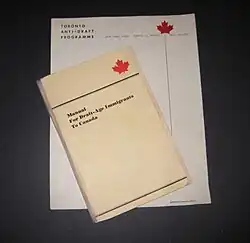 TORONTO
ANTI-DRAFT
PROGRAMME
Manual
For Draft-Age Immigrants
To Canada